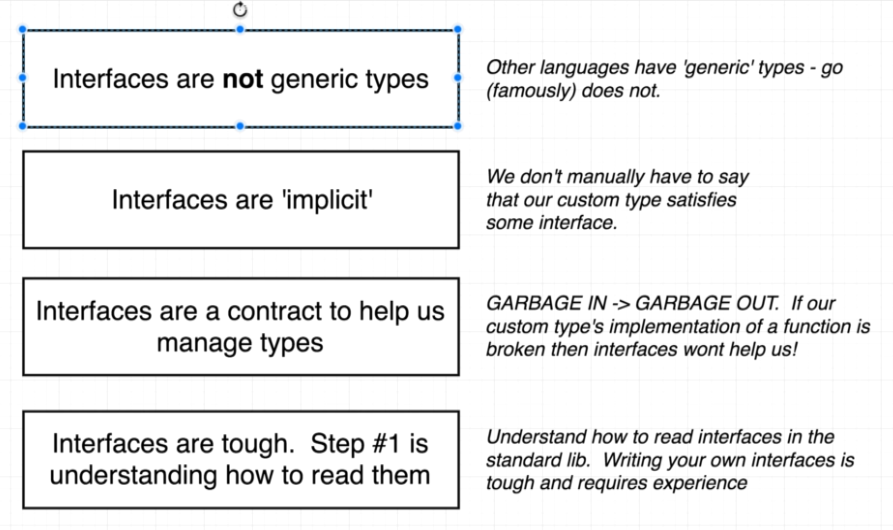 Interfaces are not generic types
Other languages have 'generic' types - go
(famously) does not.
Interfaces are 'implicit'
We don't manually have to say
that our custom type satisfies
some interface.
Interfaces are a contract to help us
manage types
GARBAGE IN -> GARBAGE OUT.  If our
custom type's implementation of a function is
broken then interfaces wont help us!
Interfaces are tough.  Step #1 is
understanding how to read them
Understand how to read interfaces in the
standard lib.  Writing your own interfaces is
tough and requires experience